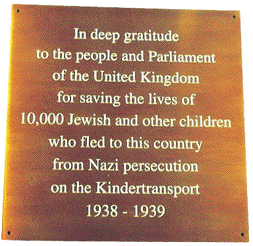 In deep gratitude
to the people and Parliament
of the United Kingdom
for saving the lives of
10,000 Jewish and other children
who fled to this country
from Nazi persecution
on the Kindertransport
1938 - 1939